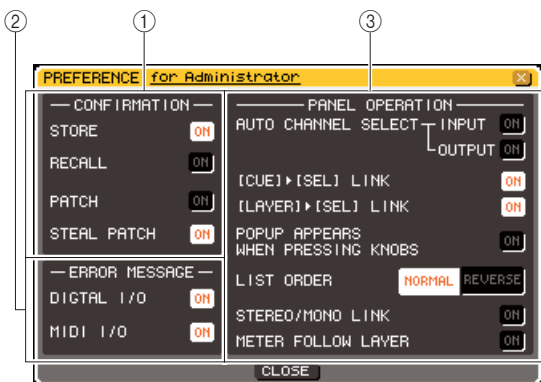 ② ① ③
PREFERENCE for Administrator
CONFIRMATION
STORE ON
RECALL ON
PATCH ON
STEAL PATCH ON
ERROR MESSAGE
DIGTAL I/O ON
MIDI I/O ON
PANEL OPERATION
AUTO CHANNEL SELECT INPUT ON
OUTPUT ON
[CUE]▸[SEL] LINK ON
[LAYER]▸[SEL] LINK ON
POPUP APPEARS
WHEN PRESSING KNOBS ON
LIST ORDER NORMAL REVERSE
STEREO/MONO LINK ON
METER FOLLOW LAYER ON
CLOSE